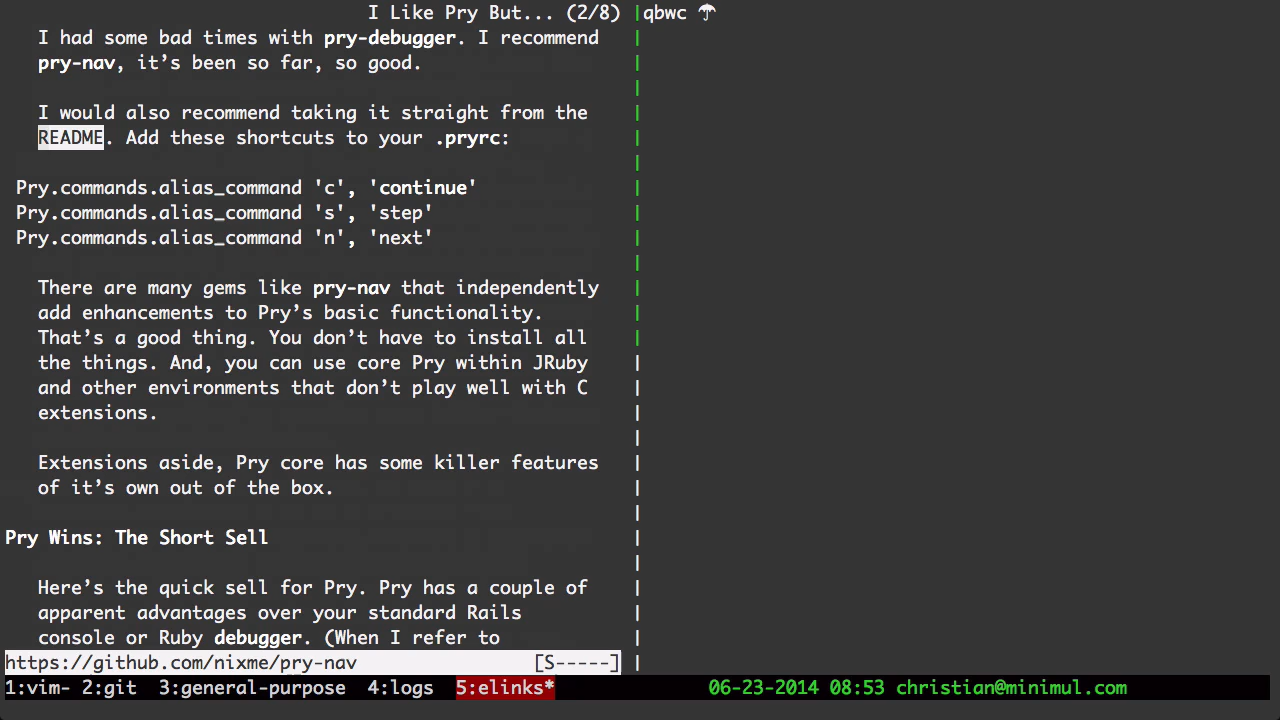 I Like Pry But... (2/8)
I had some bad times with pry-debugger. I recommend
pry-nav, it’s been so far, so good.
I would also recommend taking it straight from the
README. Add these shortcuts to your .pryrc:
Pry.commands.alias_command 'c', 'continue'
Pry.commands.alias_command 's', 'step'
Pry.commands.alias_command 'n', 'next'
There are many gems like pry-nav that independently
add enhancements to Pry’s basic functionality.
That’s a good thing. You don’t have to install all
the things. And, you can use core Pry within JRuby
and other environments that don’t play well with C
extensions.
Extensions aside, Pry core has some killer features
of it’s own out of the box.
Pry Wins: The Short Sell
Here’s the quick sell for Pry. Pry has a couple of
apparent advantages over your standard Rails
console or Ruby debugger. (When I refer to
https://github.com/nixme/pry-nav [S-----]
qbwc ☂
1:vim- 2:git 3:general-purpose 4:logs 5:elinks* 06-23-2014 08:53 christian@minimul.com